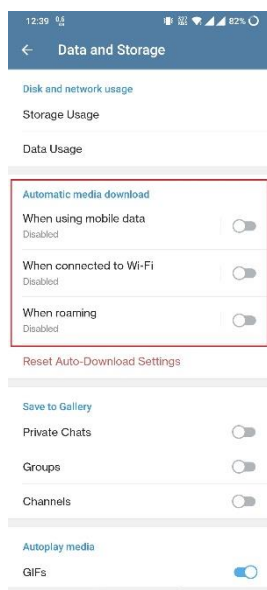 12:39
82%
Data and Storage
Disk and network usage
Storage Usage
Data Usage
Automatic media download
When using mobile data
Disabled
When connected to Wi-Fi
Disabled
When roaming
Disabled
Reset Auto-Download Settings
Save to Gallery
Private Chats
Groups
Channels
Autoplay media
GIFs